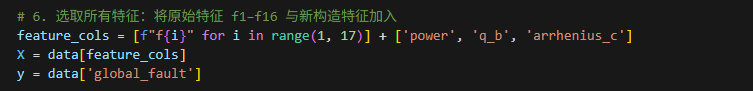 # 6. 选取所有特征：将原始特征 f1–f16 与新构造特征加入
feature_cols = [f"f{i}" for i in range(1, 17)] + ['power', 'q_b', 'arrhenius_c']
X = data[feature_cols]
y = data['global_fault']